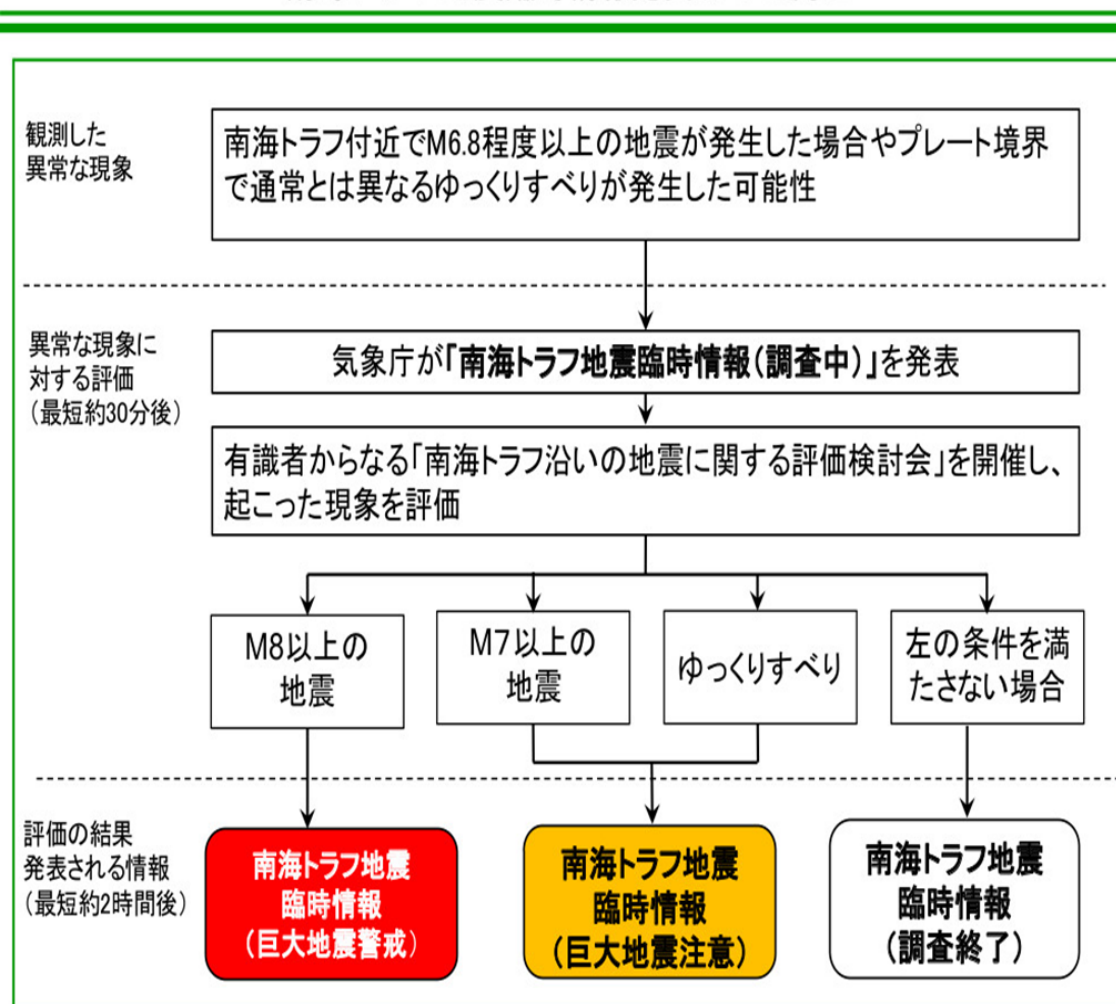 観測した
異常な現象
南海トラフ付近でM6.8程度以上の地震が発生した場合やプレート境界
で通常とは異なるゆっくりすべりが発生した可能性
異常な現象に
対する評価
(最短約30分後)
気象庁が「南海トラフ地震臨時情報(調査中)」を発表
有識者からなる「南海トラフ沿いの地震に関する評価検討会」を開催し、
起こった現象を評価
M8以上の
地震
M7以上の
地震
ゆっくりすべり
左の条件を満
たさない場合
評価の結果
発表される情報
(最短約2時間後)
南海トラフ地震
臨時情報
(巨大地震警戒)
南海トラフ地震
臨時情報
(巨大地震注意)
南海トラフ地震
臨時情報
(調査終了)